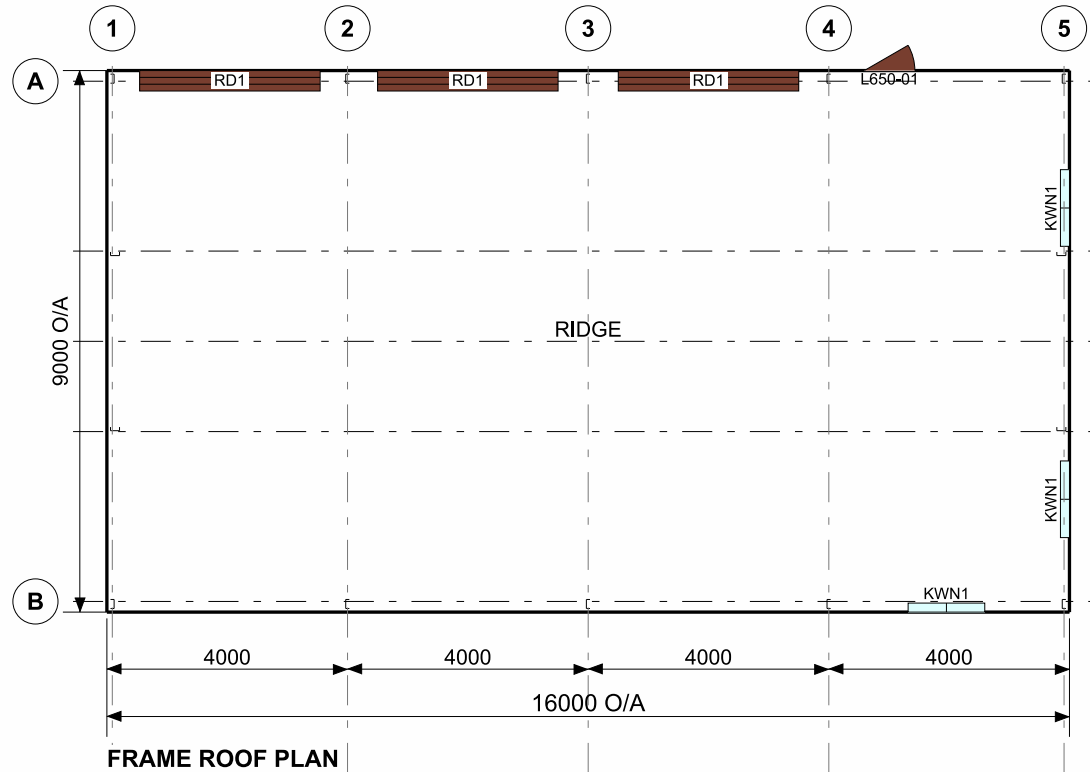 1 2 3 4 5
A
RD1 RD1 RD1 L650-01
KWN1
RIDGE
9000 O/A
KWN1
B
KWN1
4000 4000 4000 4000
16000 O/A
FRAME ROOF PLAN